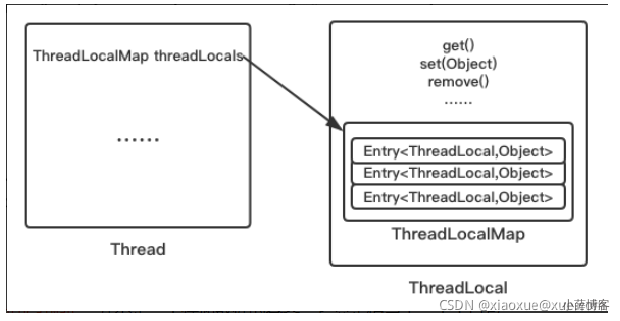 ThreadLocalMap threadLocals
......
Thread
get()
set(Object)
remove()
......
Entry<ThreadLocal,Object>
Entry<ThreadLocal,Object>
Entry<ThreadLocal,Object>
ThreadLocalMap
ThreadLocal
CSDN @xiaoxue@xu